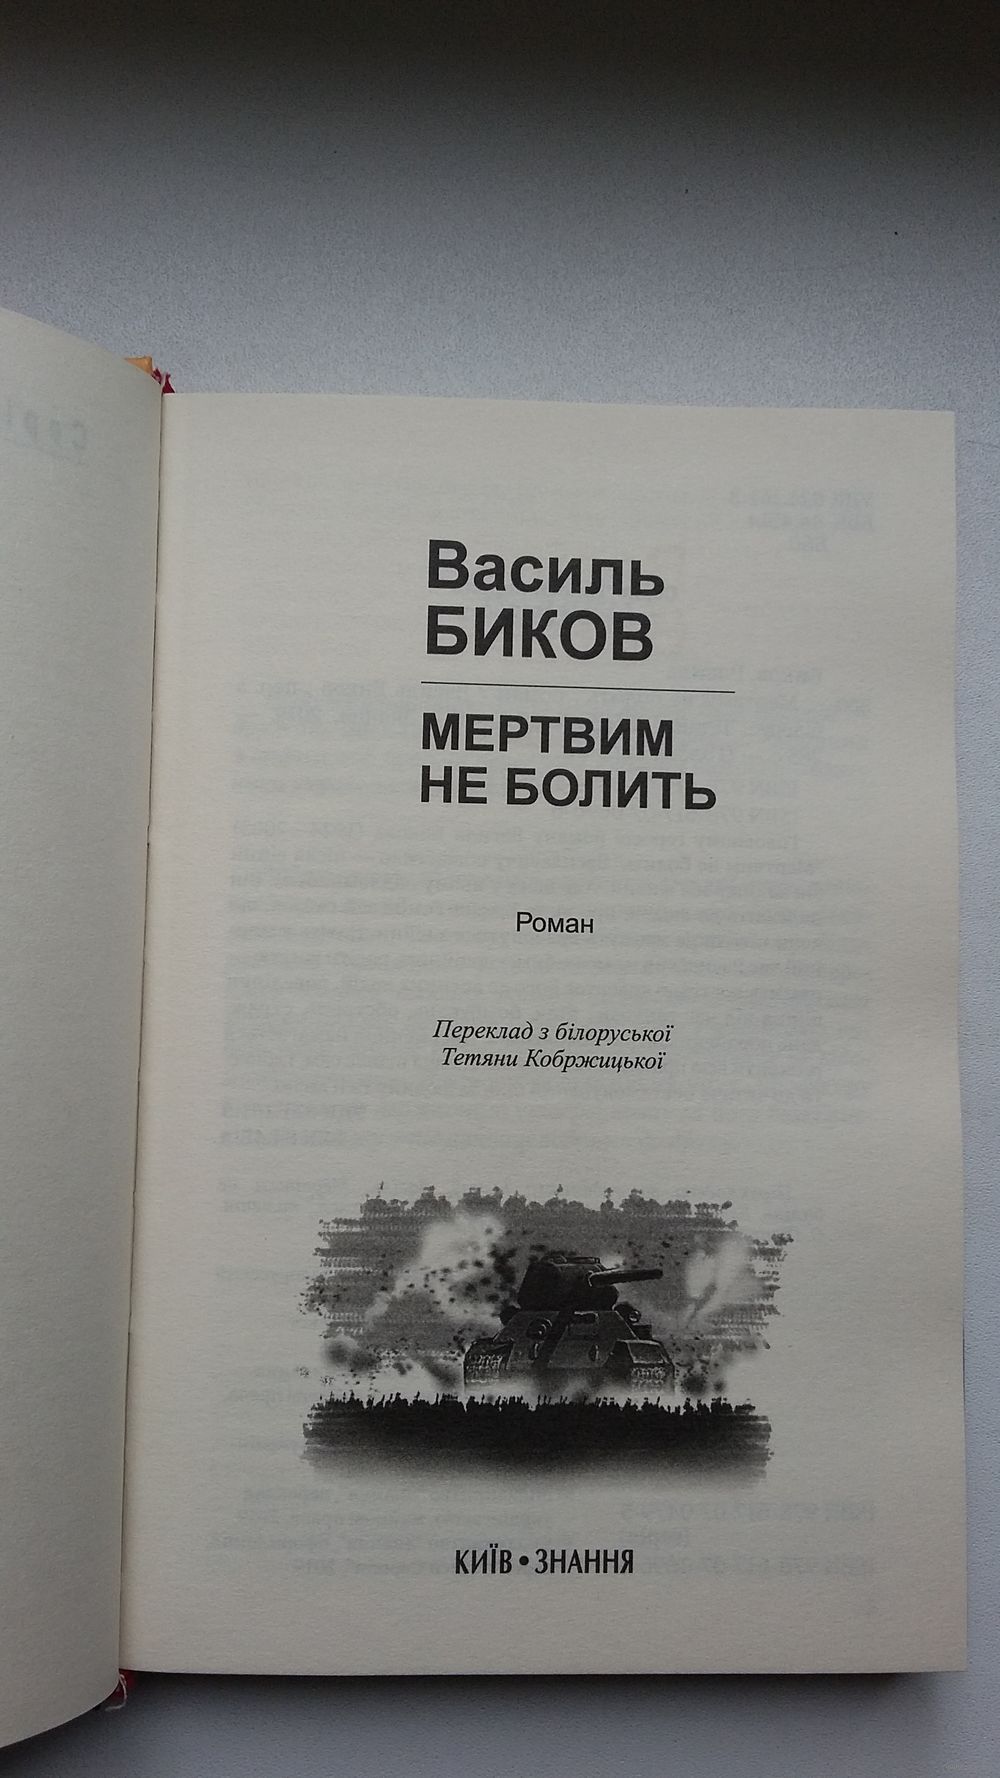 Василь
БИКОВ
МЕРТВИМ
НЕ БОЛИТЬ
Роман
Переклад з білоруської
Тетяни Кобржицької
КИЇВ • ЗНАННЯ